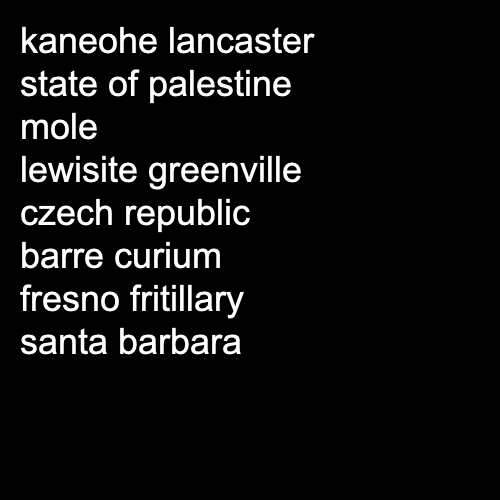 kaneohe lancaster
state of palestine
mole
lewisite greenville
czech republic
barre curium
fresno fritillary
santa barbara